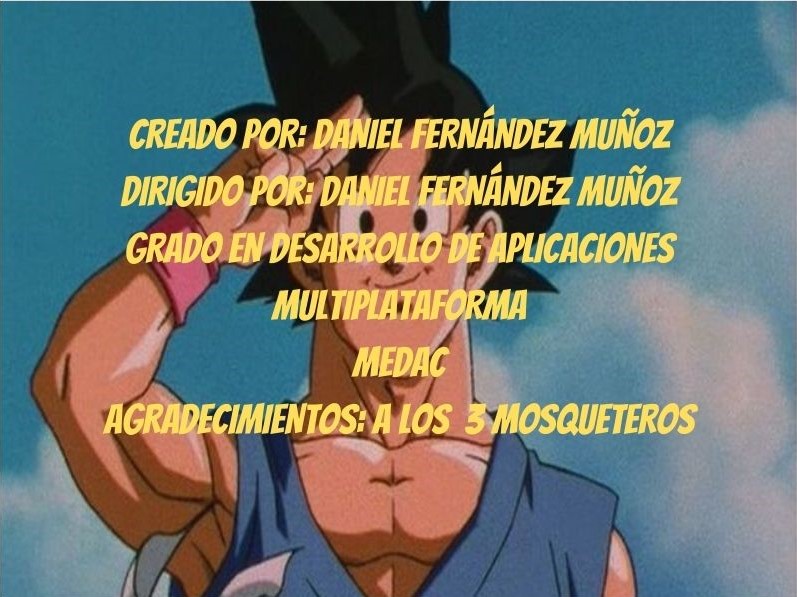 CREADO POR: DANIEL FERNÁNDEZ MUÑOZ
DIRIGIDO POR: DANIEL FERNÁNDEZ MUÑOZ
GRADO EN DESARROLLO DE APLICACIONES
MULTIPLATAFORMA
MEDAC
AGRADECIMIENTOS: A LOS 3 MOSQUETEROS